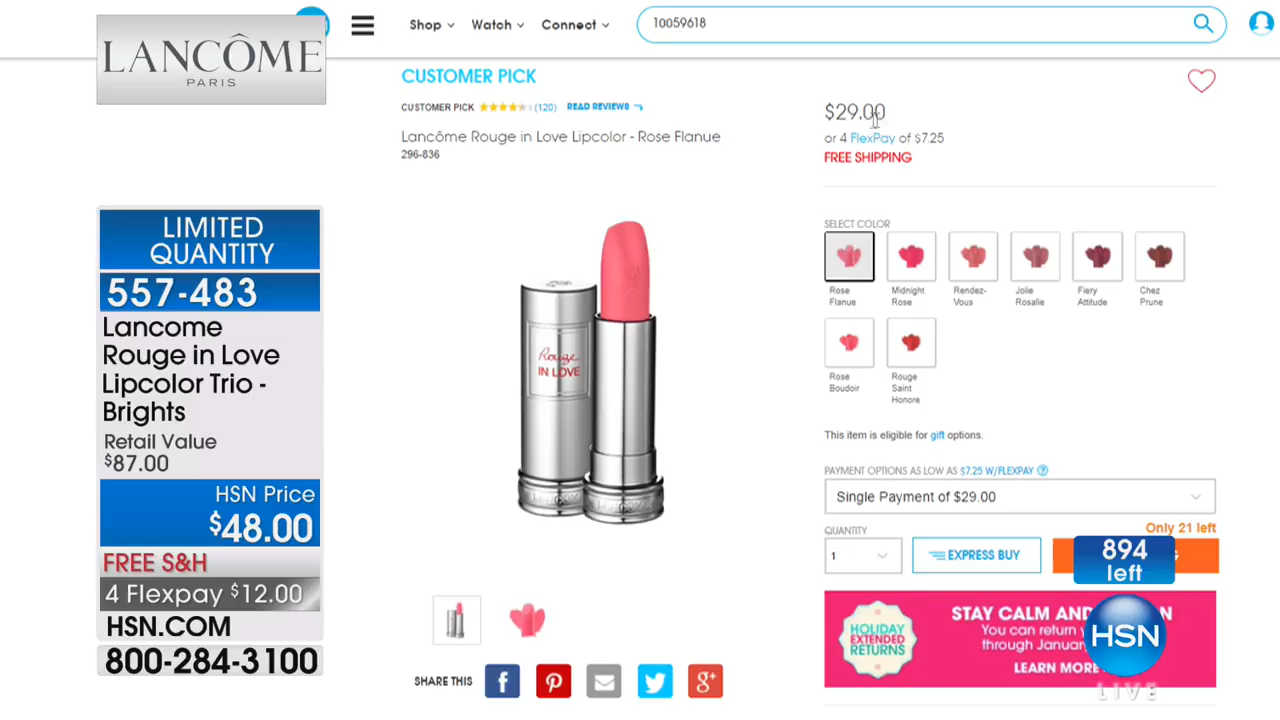 LANCÔME
PARIS
Shop
Watch
Connect
10059618
CUSTOMER PICK
CUSTOMER PICK
(120)
READ REVIEWS
Lancôme Rouge in Love Lipcolor - Rose Flanue
296-836
$29.00
or 4 FlexPay of $7.25
FREE SHIPPING
LIMITED
QUANTITY
557-483
Lancome
Rouge in Love
Lipcolor Trio -
Brights
Retail Value
$87.00
HSN Price
$48.00
FREE S&H
4 Flexpay $12.00
HSN.COM
800-284-3100
Rouge
IN LOVE
SHARE THIS
SELECT COLOR
Rose
Flanue
Midnight
Rose
Rendez-
Vous
Jolie
Rosalie
Fiery
Attitude
Chez
Prune
Rose
Boudoir
Rouge
Saint
Honore
This item is eligible for gift options.
PAYMENT OPTIONS AS LOW AS $7.25 W/FLEXPAY
Single Payment of $29.00
QUANTITY
Only 21 left
1
EXPRESS BUY
894
left
HOLIDAY
EXTENDED
RETURNS
STAY CALM AND
You can return
through
LEARN MORE
HSN
LIVE